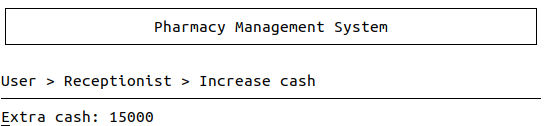 Pharmacy Management System
User > Receptionist > Increase cash
Extra cash: 15000